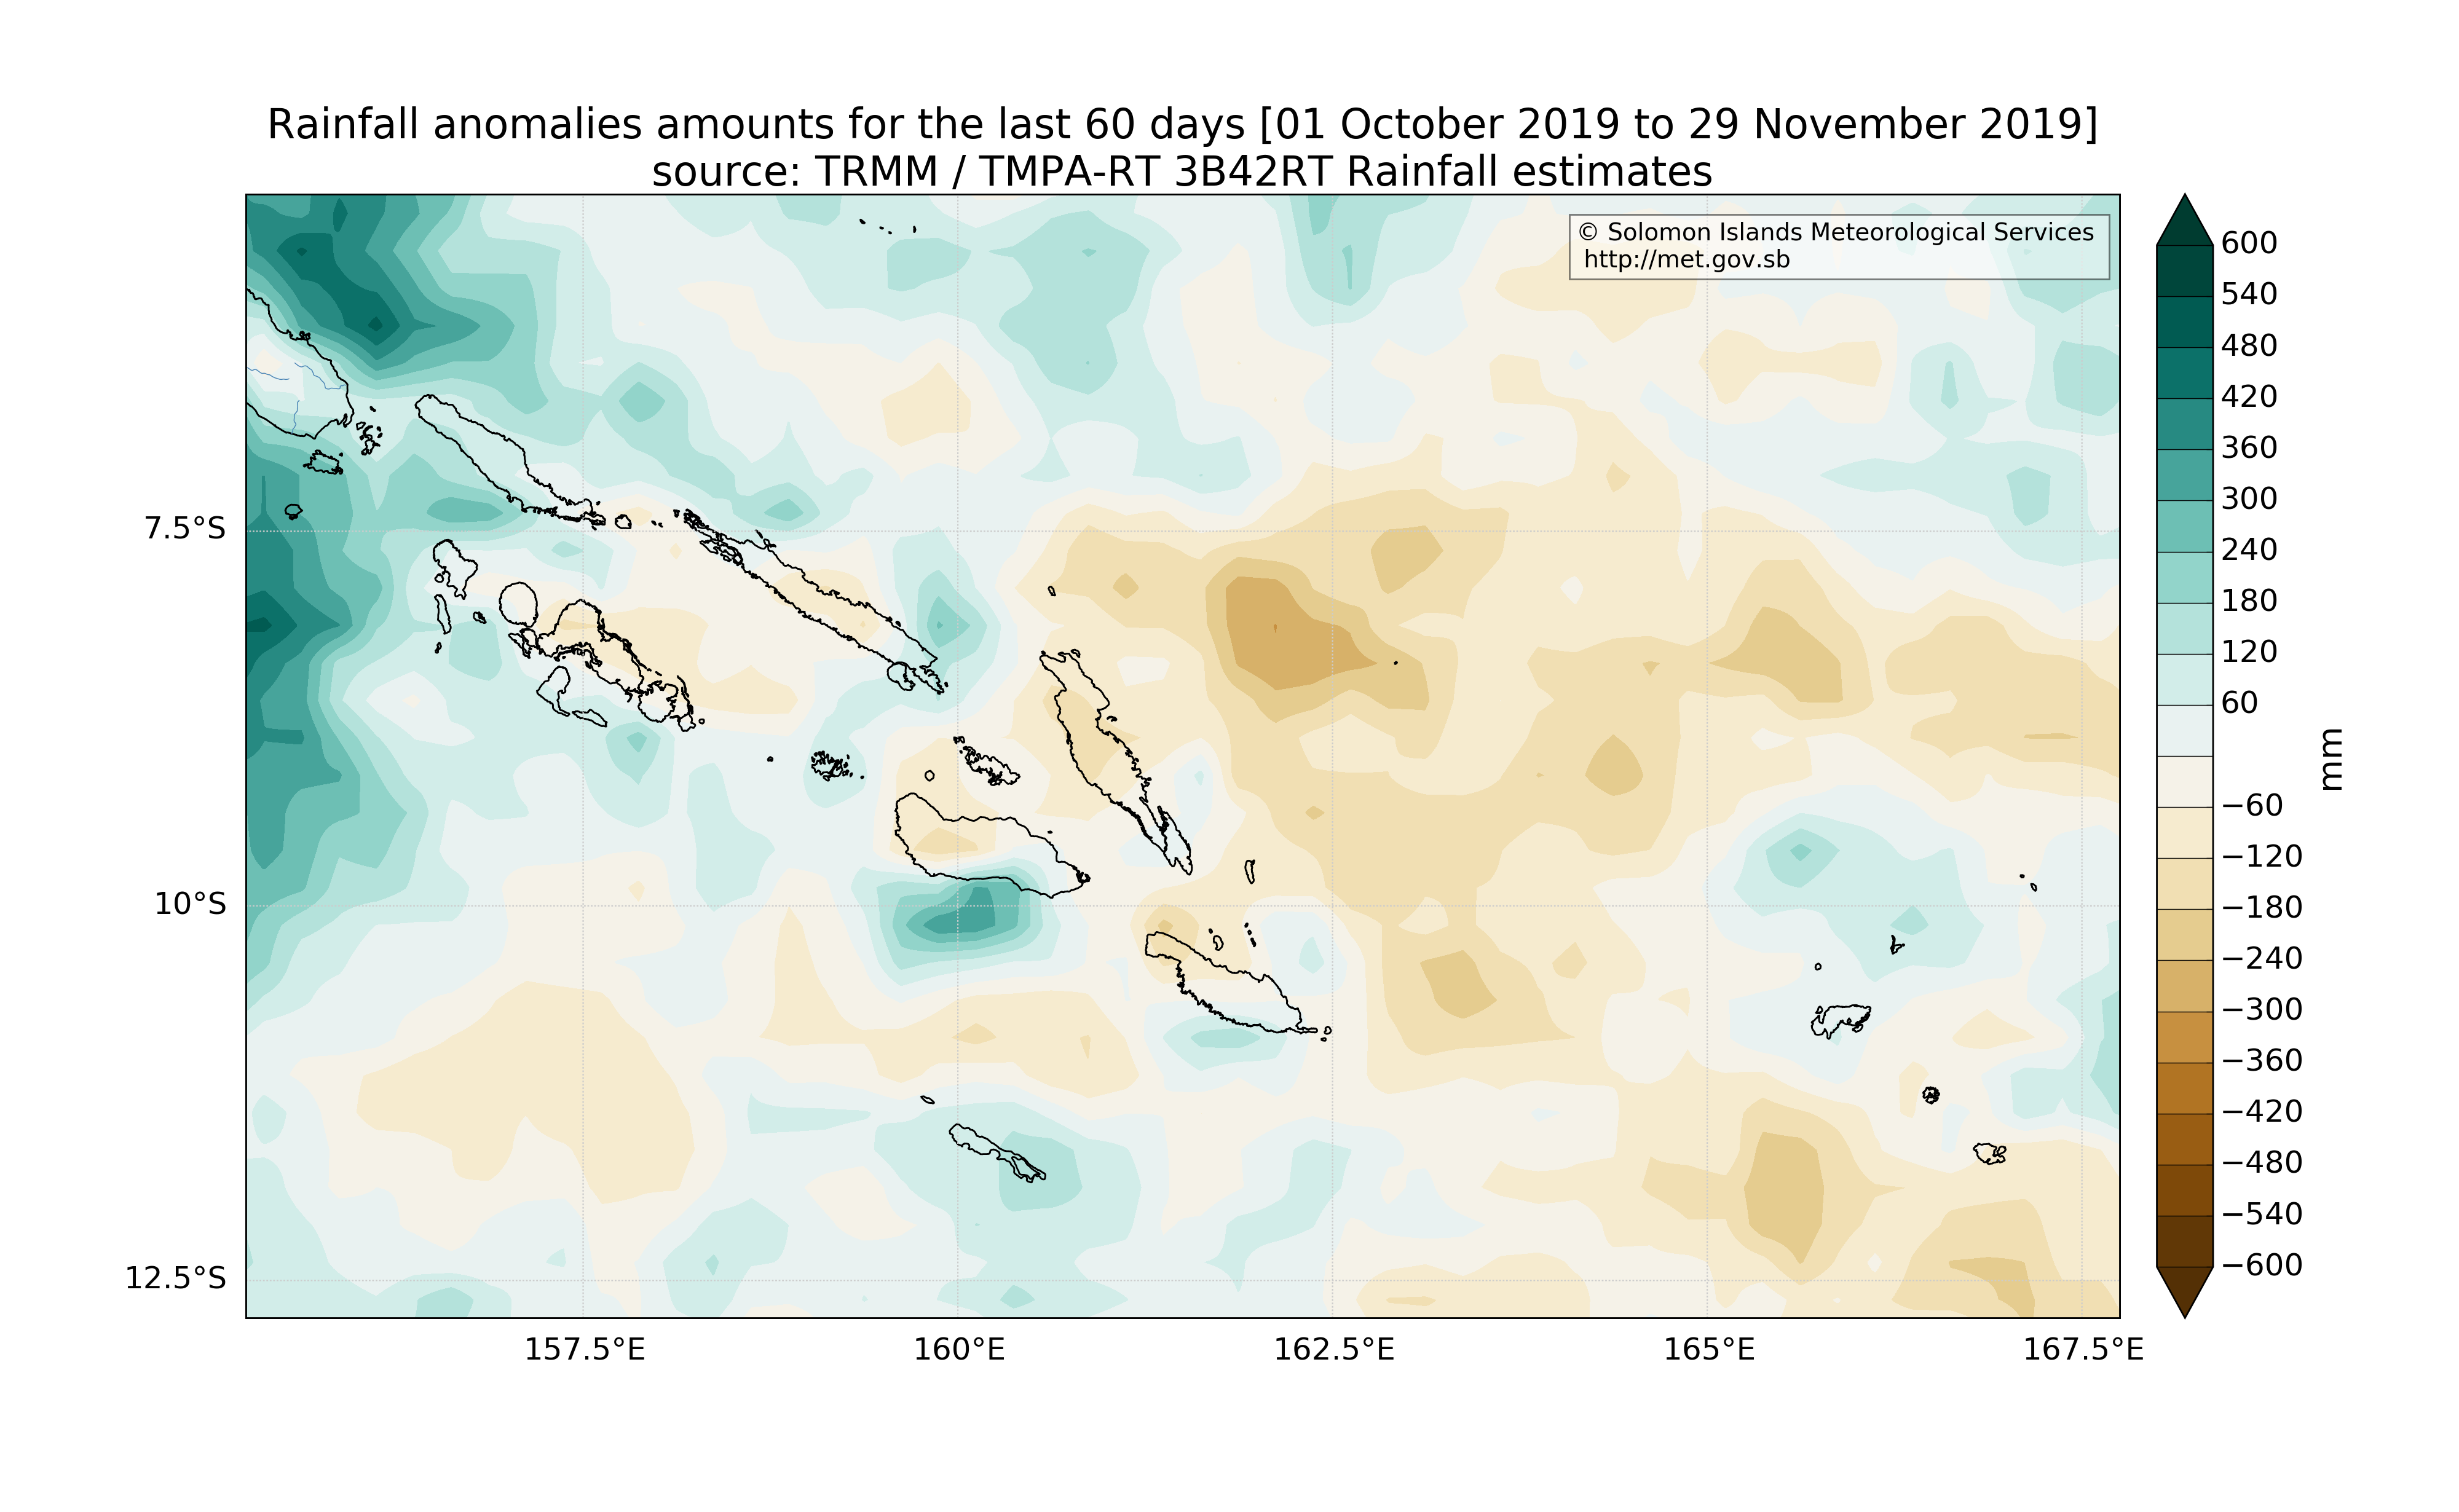 Rainfall anomalies amounts for the last 60 days [01 October 2019 to 29 November 2019]
source: TRMM / TMPA-RT 3B42RT Rainfall estimates
© Solomon Islands Meteorological Services
http://met.gov.sb
7.5°S
10°S
12.5°S
157.5°E
160°E
162.5°E
165°E
167.5°E
600
540
480
420
360
300
240
180
120
60
−60
−120
−180
−240
−300
−360
−420
−480
−540
−600
mm